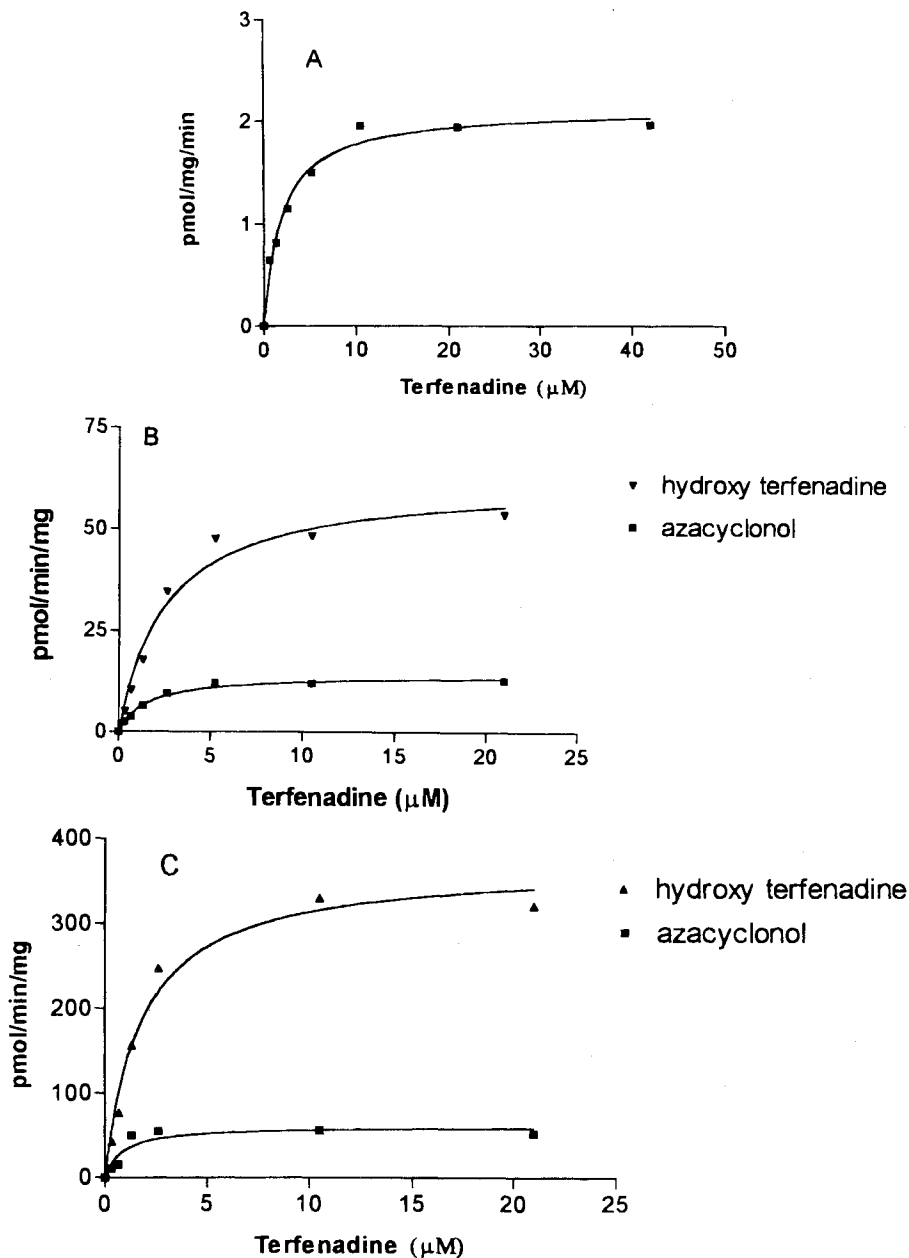 A
pmol/mg/min
3
2
1
0
0 10 20 30 40 50
Terfenadine (μM)
B
pmol/min/mg
75
50
25
0
0 5 10 15 20 25
Terfenadine (μM)
hydroxy terfenadine
azacyclonol
C
pmol/min/mg
400
300
200
100
0
0 5 10 15 20 25
Terfenadine (μM)
hydroxy terfenadine
azacyclonol